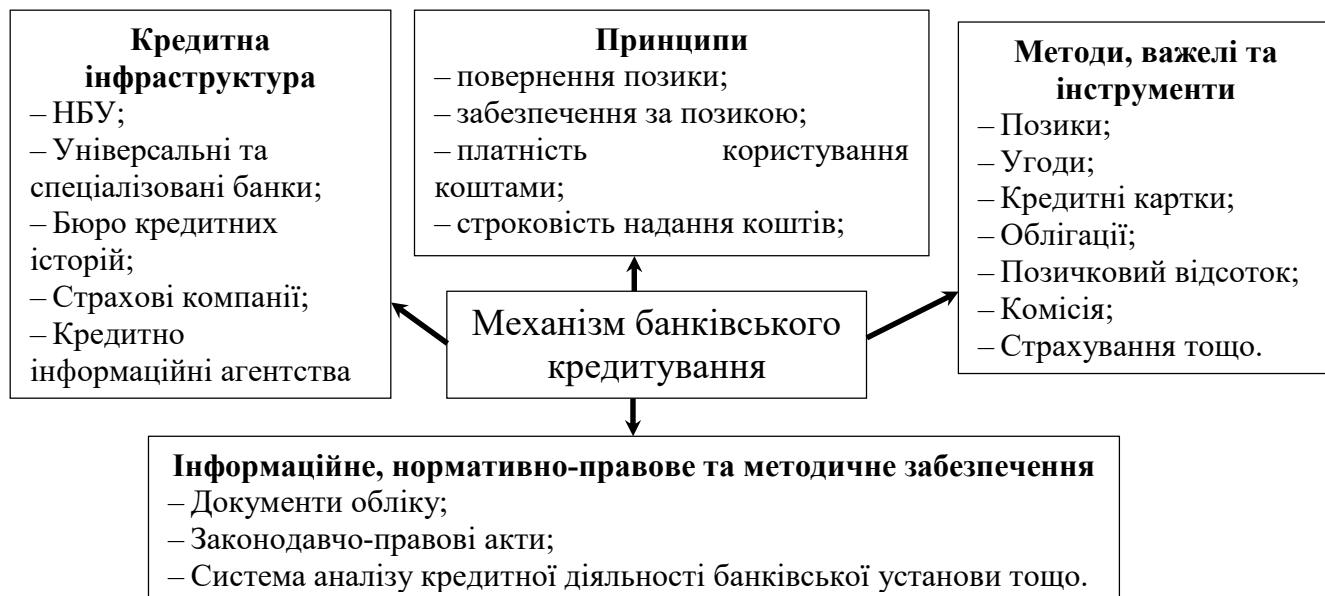 Кредитна
інфраструктура
– НБУ;
– Універсальні та
спеціалізовані банки;
– Бюро кредитних
історій;
– Страхові компанії;
– Кредитно
інформаційні агентства
Принципи
– повернення позики;
– забезпечення за позикою;
– платність користування
коштами;
– строковість надання коштів;
Методи, важелі та
інструменти
– Позики;
– Угоди;
– Кредитні картки;
– Облігації;
– Позичковий відсоток;
– Комісія;
– Страхування тощо.
Механізм банківського
кредитування
Інформаційне, нормативно-правове та методичне забезпечення
– Документи обліку;
– Законодавчо-правові акти;
– Система аналізу кредитної діяльності банківської установи тощо.